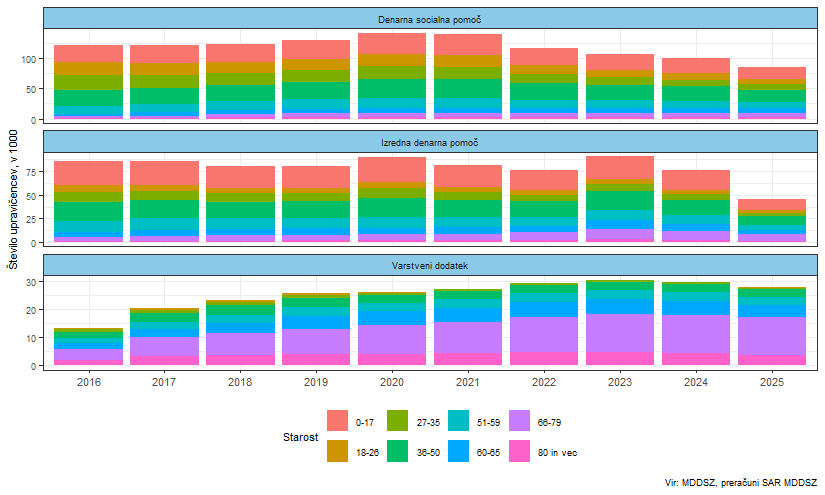 Denarna socialna pomoč
100
50
0
Izredna denarna pomoč
75
50
25
0
Varstveni dodatek
30
20
10
0
Število upravičencev, v 1000
2016 2017 2018 2019 2020 2021 2022 2023 2024 2025
Starost
0-17 27-35 51-59 66-79
18-26 36-50 60-65 80 in vec
Vir: MDDSZ, preračuni SAR MDDSZ